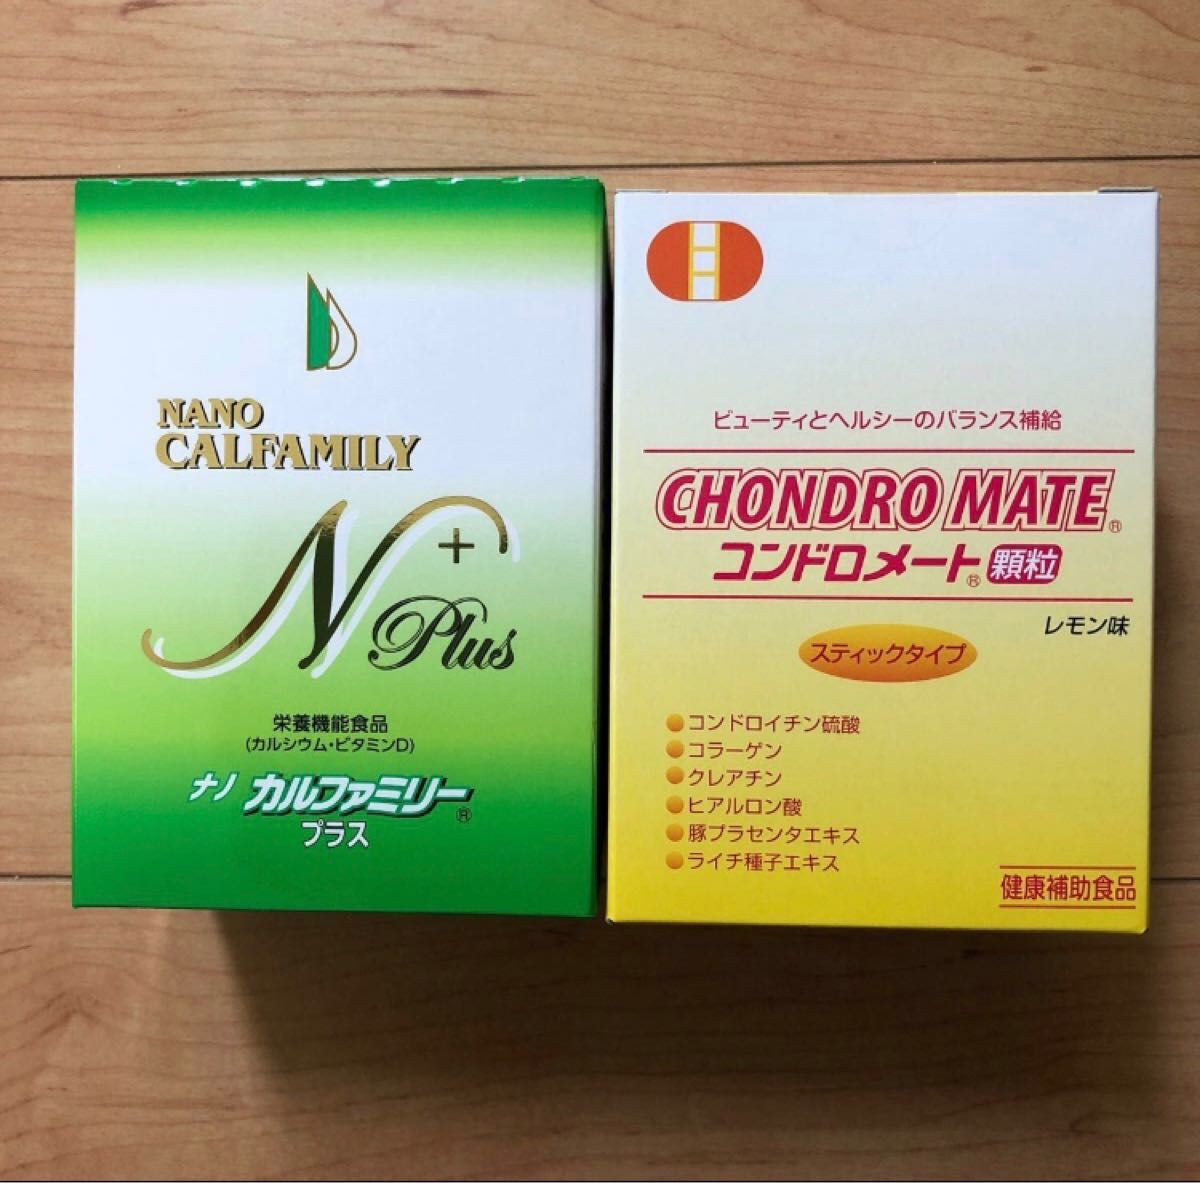 NANO
CALFAMILY
N+
Plus
栄養機能食品
(カルシウム・ビタミンD)
ナノ カルファミリー®
プラス
ビューティとヘルシーのバランス補給
CHONDRO MATE®
コンドロメート® 顆粒
レモン味
スティックタイプ
●コンドロイチン硫酸
●コラーゲン
●クレアチン
●ヒアルロン酸
●豚プラセンタエキス
●ライチ種子エキス
健康補助食品